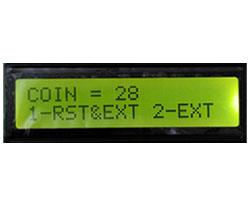 COIN = 28
1-RST&EXT 2-EXT